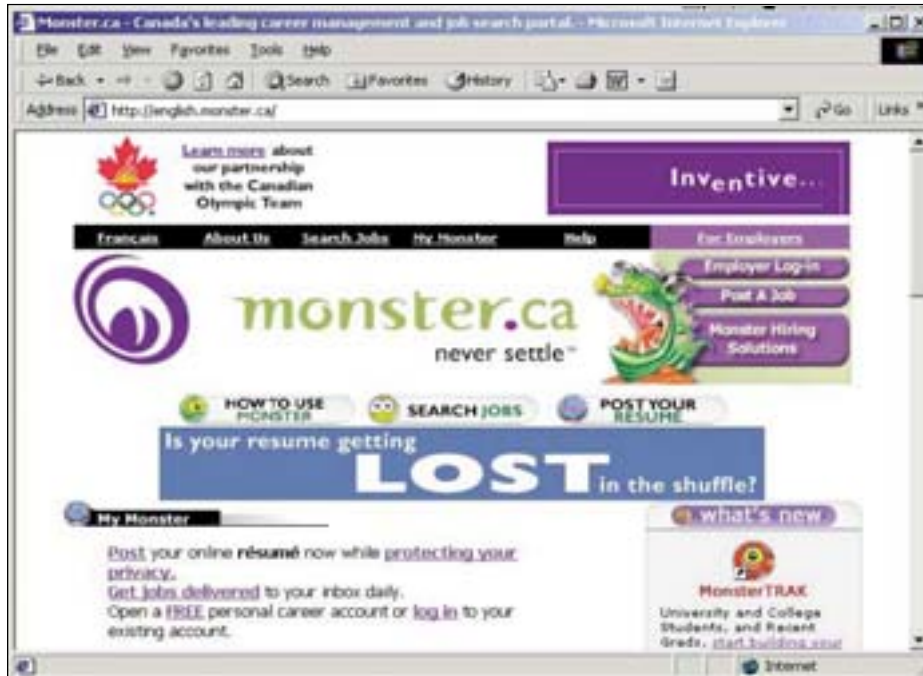 Monster.ca - Canada's leading career management and job search portal. - Microsoft Internet Explorer
File Edit View Favorites Tools Help
Back Search Favorites History
Address http://english.monster.ca/ Go Links
Learn more about
our partnership
with the Canadian
Olympic Team
Inventive...
Français About Us Search Jobs My Monster Help For Employers
Employer Log-in
Post A Job
Monster Hiring
Solutions
monster.ca
never settle™
HOW TO USE
MONSTER
SEARCH JOBS
POST YOUR
RESUME
Is your resume getting
LOST
in the shuffle?
My Monster
what's new
Post your online résumé now while protecting your
privacy.
Get jobs delivered to your inbox daily.
Open a FREE personal career account or log in to your
existing account.
MonsterTRAK
University and College
Students, and Recent
Grads, start building your
Internet